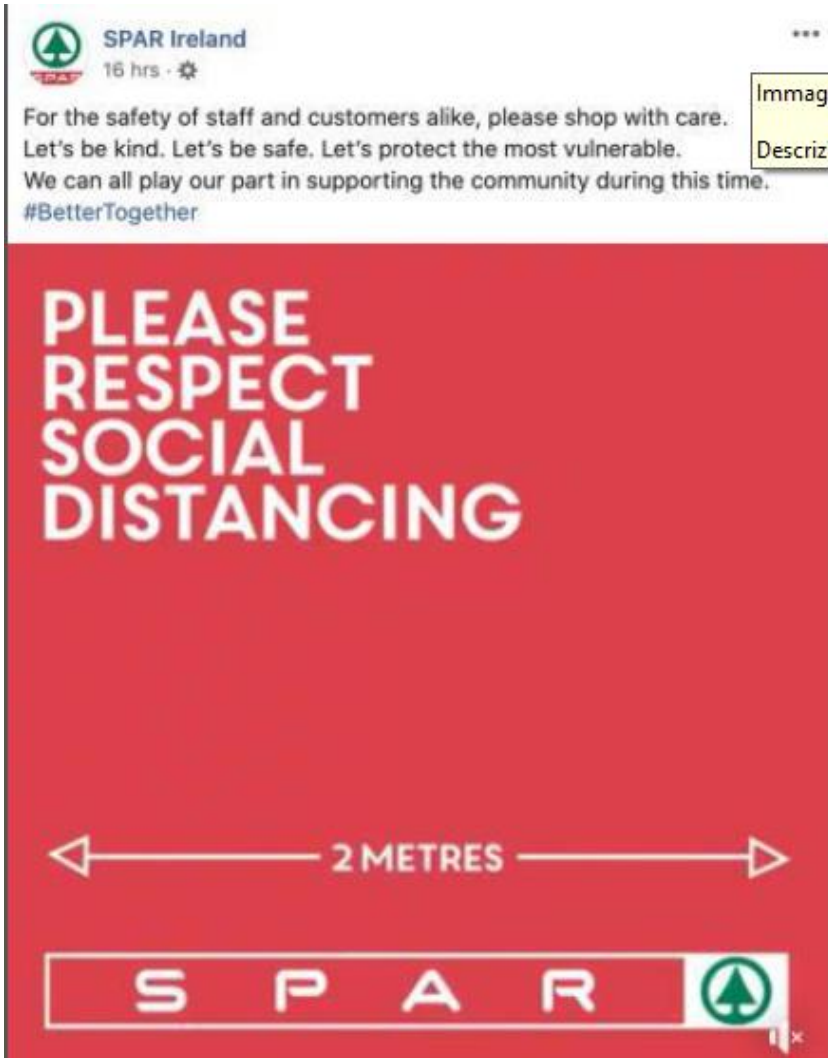 SPAR Ireland
16 hrs ·
For the safety of staff and customers alike, please shop with care.
Let's be kind. Let's be safe. Let's protect the most vulnerable.
We can all play our part in supporting the community during this time.
#BetterTogether
Immag
Descriz
PLEASE
RESPECT
SOCIAL
DISTANCING
2 METRES
SPAR